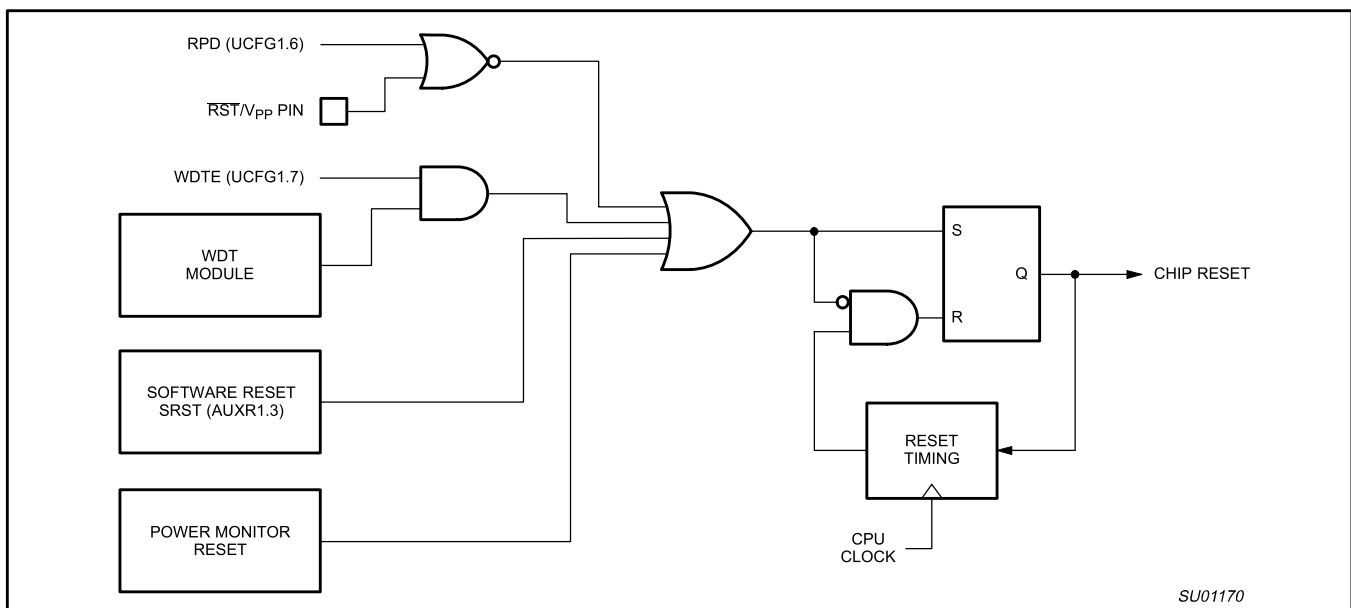 RPD (UCFG1.6)
RST/VPP PIN
WDTE (UCFG1.7)
WDT
MODULE
SOFTWARE RESET
SRST (AUXR1.3)
POWER MONITOR
RESET
S
Q
R
CHIP RESET
RESET
TIMING
CPU
CLOCK
SU01170